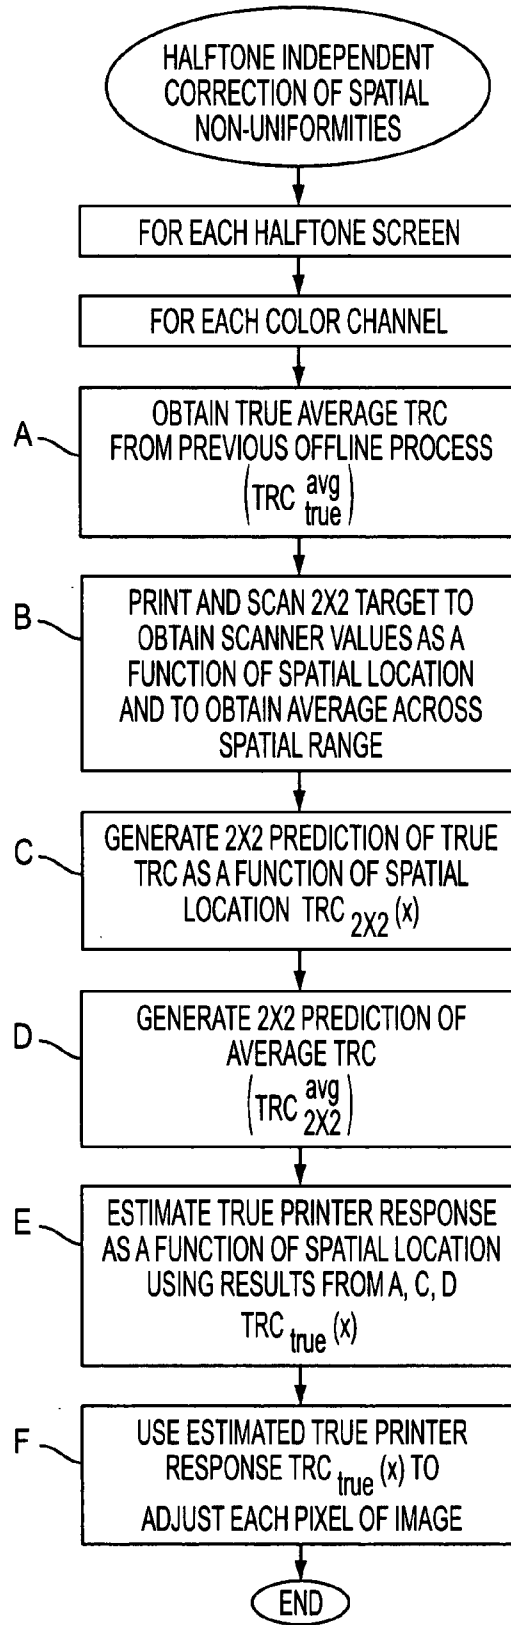 HALFTONE INDEPENDENT
CORRECTION OF SPATIAL
NON-UNIFORMITIES
FOR EACH HALFTONE SCREEN
FOR EACH COLOR CHANNEL
A
OBTAIN TRUE AVERAGE TRC
FROM PREVIOUS OFFLINE PROCESS
(TRC avg true)
B
PRINT AND SCAN 2X2 TARGET TO
OBTAIN SCANNER VALUES AS A
FUNCTION OF SPATIAL LOCATION
AND TO OBTAIN AVERAGE ACROSS
SPATIAL RANGE
C
GENERATE 2X2 PREDICTION OF TRUE
TRC AS A FUNCTION OF SPATIAL
LOCATION TRC 2X2 (x)
D
GENERATE 2X2 PREDICTION OF
AVERAGE TRC
(TRC avg 2X2)
E
ESTIMATE TRUE PRINTER RESPONSE
AS A FUNCTION OF SPATIAL LOCATION
USING RESULTS FROM A, C, D
TRC true (x)
F
USE ESTIMATED TRUE PRINTER
RESPONSE TRC true (x) TO
ADJUST EACH PIXEL OF IMAGE
END